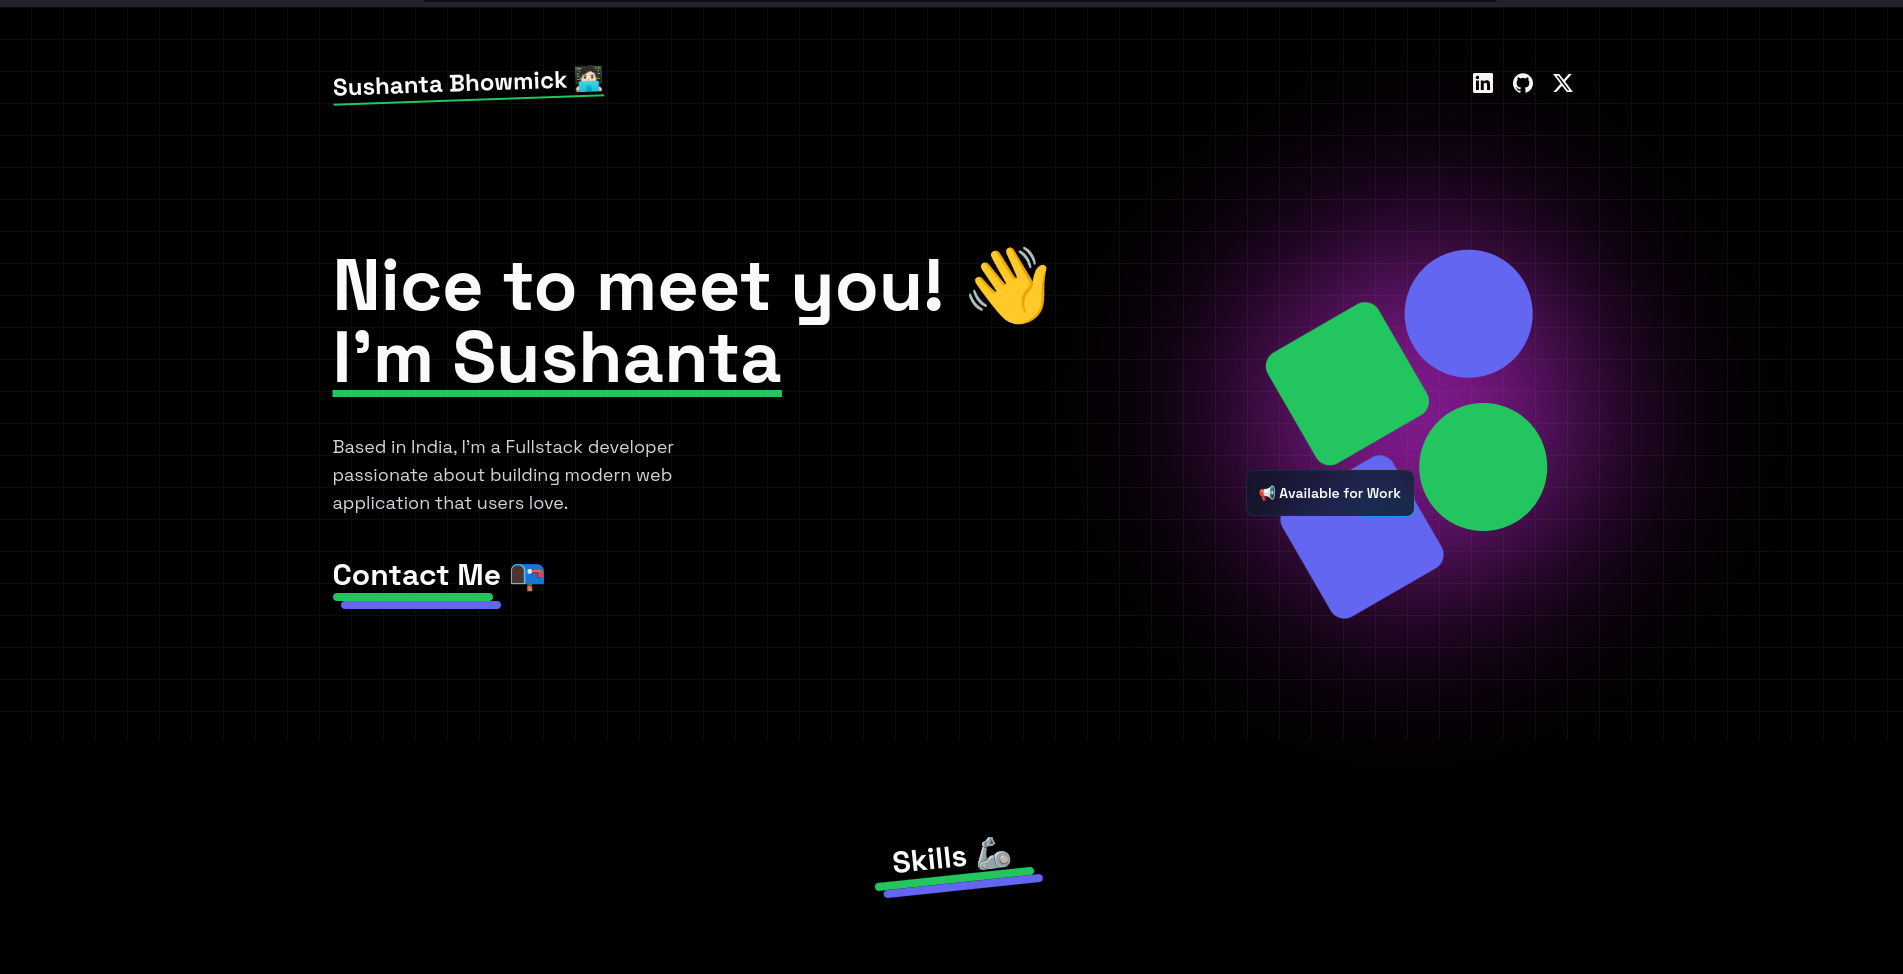 Sushanta Bhowmick 🧑🏻‍💻
Nice to meet you! 👋
I'm Sushanta
Based in India, I'm a Fullstack developer
passionate about building modern web
application that users love.
Contact Me 📭
📢 Available for Work
Skills 🦾